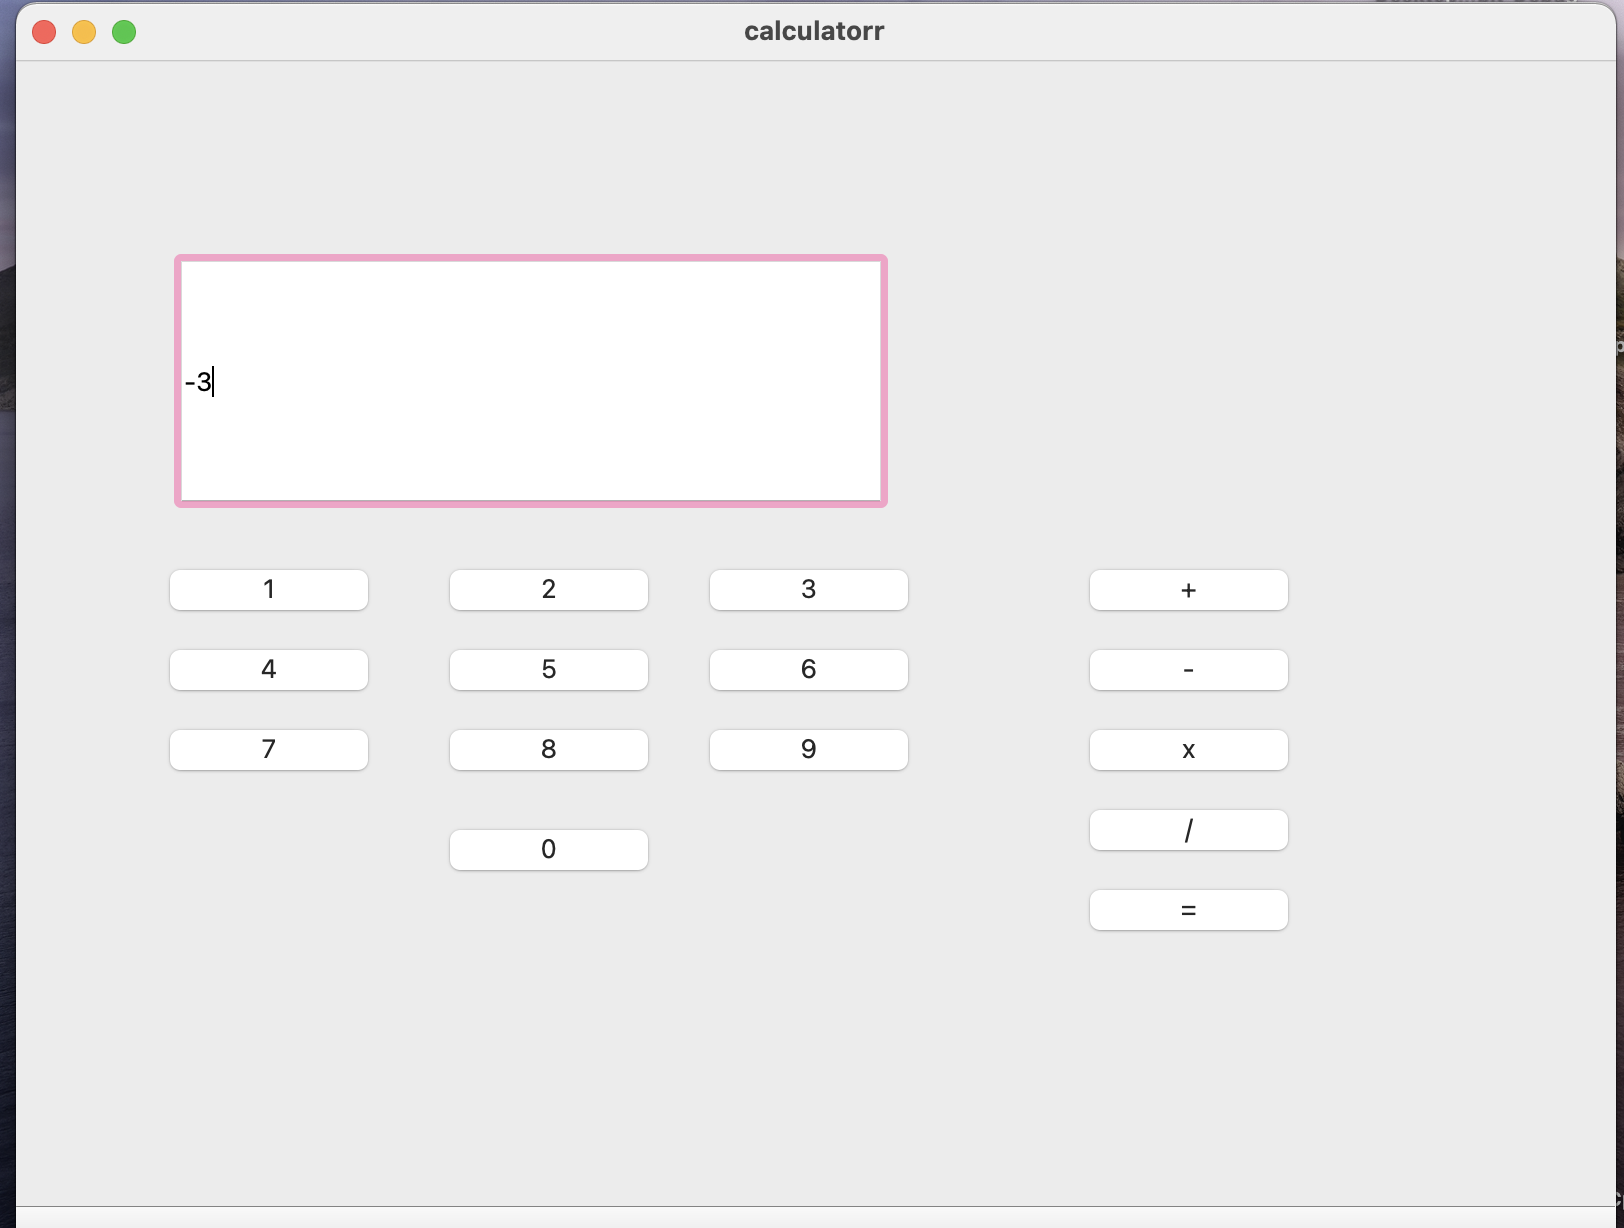 calculatorr
-3
1 2 3 +
4 5 6 -
7 8 9 x
/
0
=